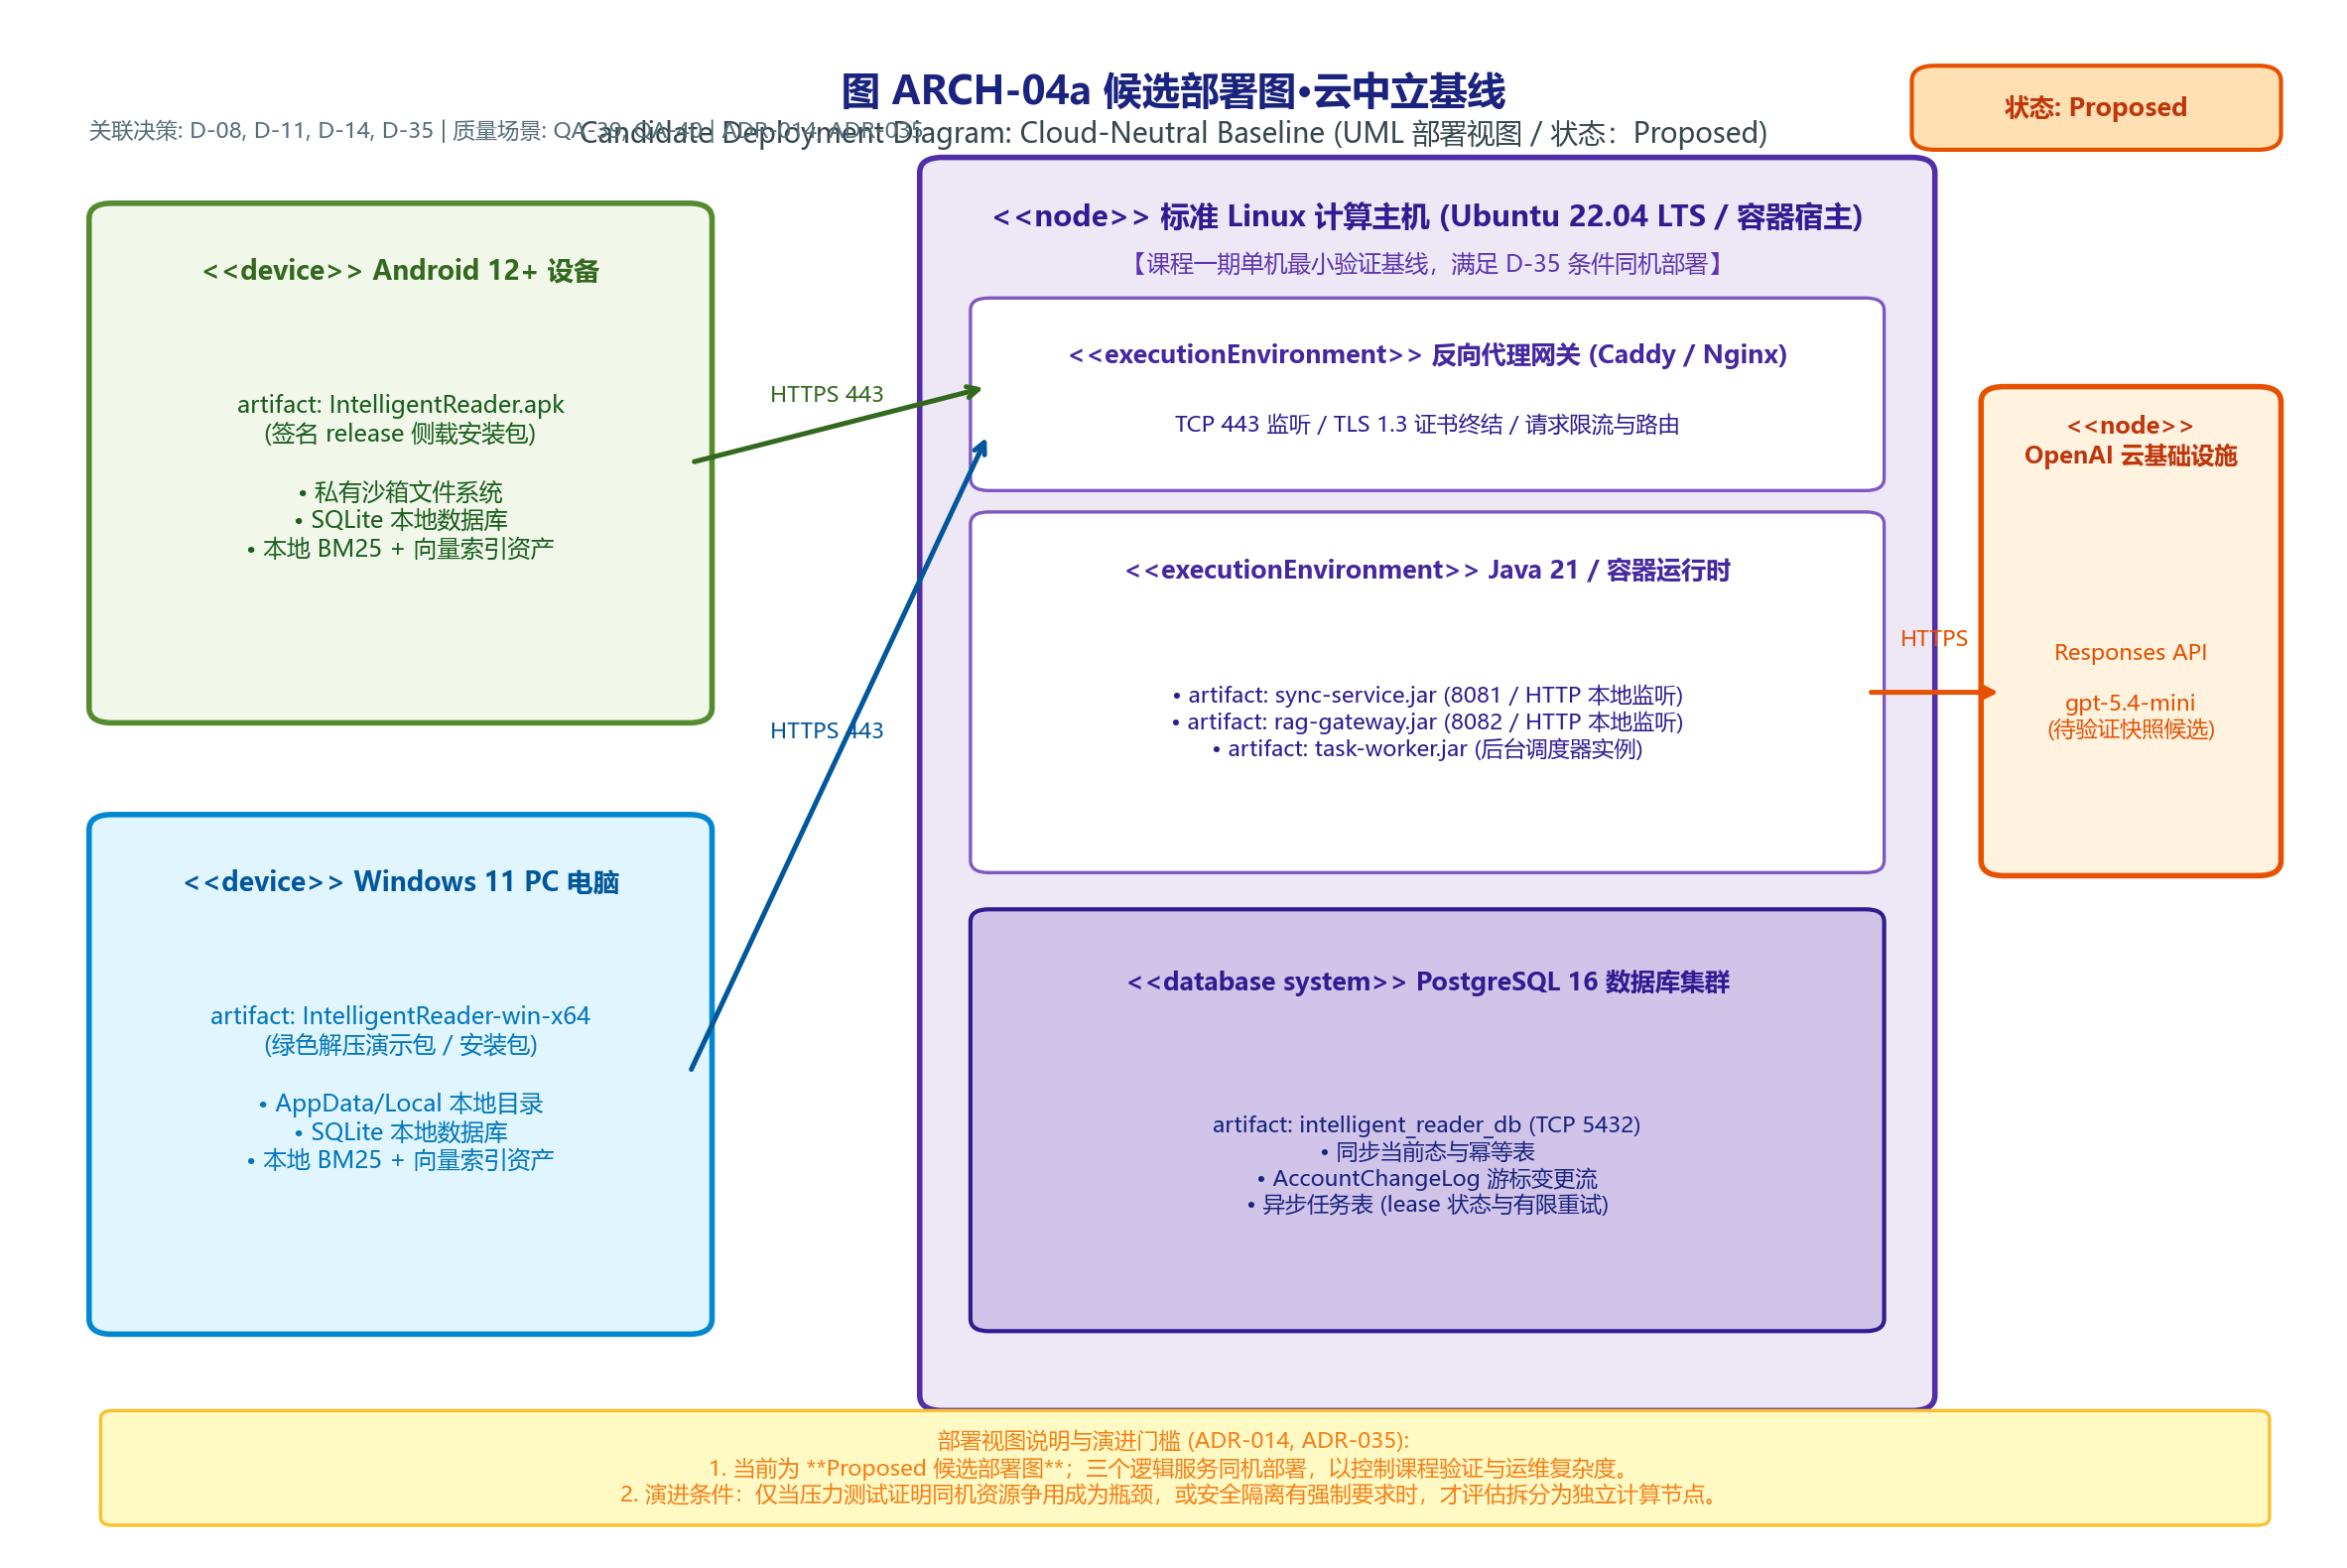 图 ARCH-04a 候选部署图·云中立基线
状态: Proposed
关联决策: D-08, D-11, D-14, D-35 | 质量场景: QA-39, QA-40 | ADR-014, ADR-035
Candidate Deployment Diagram: Cloud-Neutral Baseline (UML 部署视图 / 状态：Proposed)
<<device>> Android 12+ 设备
artifact: IntelligentReader.apk
(签名 release 侧载安装包)
• 私有沙箱文件系统
• SQLite 本地数据库
• 本地 BM25 + 向量索引资产
<<device>> Windows 11 PC 电脑
artifact: IntelligentReader-win-x64
(绿色解压演示包 / 安装包)
• AppData/Local 本地目录
• SQLite 本地数据库
• 本地 BM25 + 向量索引资产
HTTPS 443
HTTPS 443
<<node>> 标准 Linux 计算主机 (Ubuntu 22.04 LTS / 容器宿主)
【课程一期单机最小验证基线，满足 D-35 条件同机部署】
<<executionEnvironment>> 反向代理网关 (Caddy / Nginx)
TCP 443 监听 / TLS 1.3 证书终结 / 请求限流与路由
<<executionEnvironment>> Java 21 / 容器运行时
• artifact: sync-service.jar (8081 / HTTP 本地监听)
• artifact: rag-gateway.jar (8082 / HTTP 本地监听)
• artifact: task-worker.jar (后台调度器实例)
<<database system>> PostgreSQL 16 数据库集群
artifact: intelligent_reader_db (TCP 5432)
• 同步当前态与幂等表
• AccountChangeLog 游标变更流
• 异步任务表 (lease 状态与有限重试)
HTTPS
<<node>>
OpenAI 云基础设施
Responses API
gpt-5.4-mini
(待验证快照候选)
部署视图说明与演进门槛 (ADR-014, ADR-035):
1. 当前为 **Proposed 候选部署图**；三个逻辑服务同机部署，以控制课程验证与运维复杂度。
2. 演进条件：仅当压力测试证明同机资源争用成为瓶颈，或安全隔离有强制要求时，才评估拆分为独立计算节点。